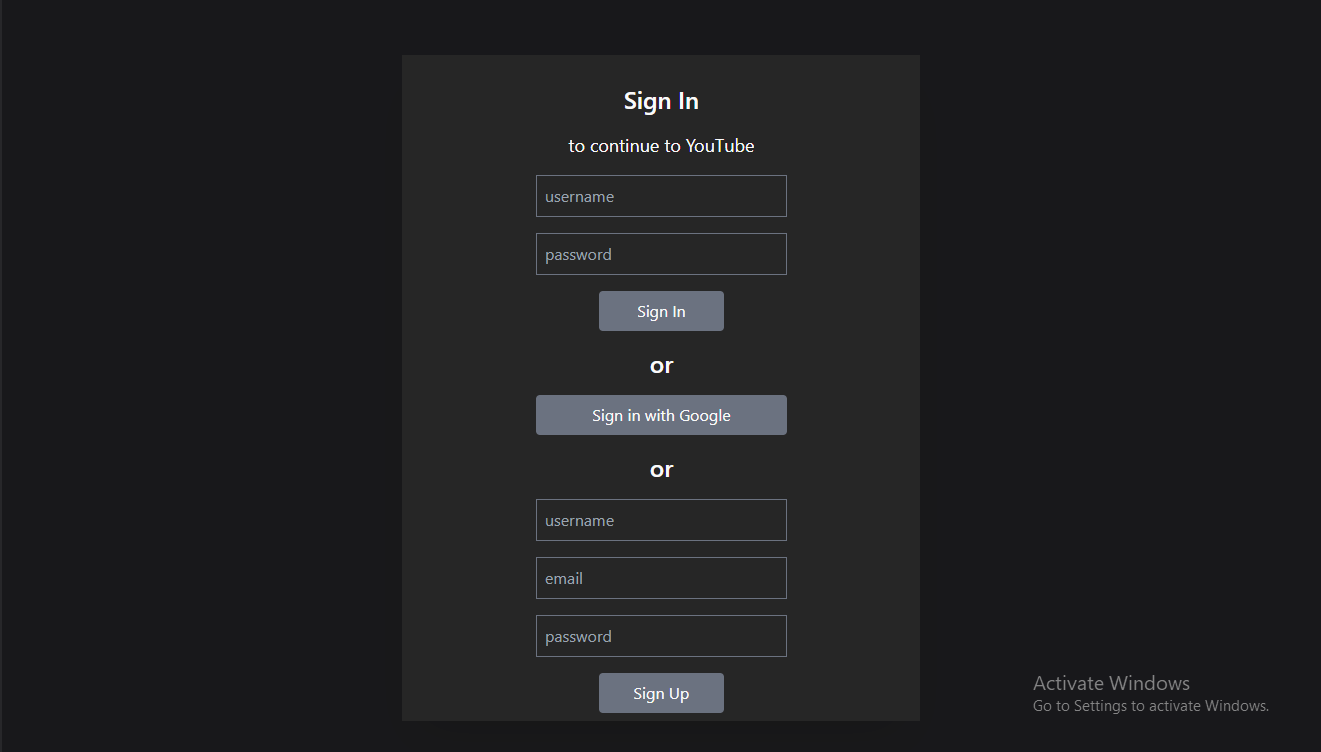 Sign In
to continue to YouTube
username
password
Sign In
or
Sign in with Google
or
username
email
password
Sign Up
Activate Windows
Go to Settings to activate Windows.